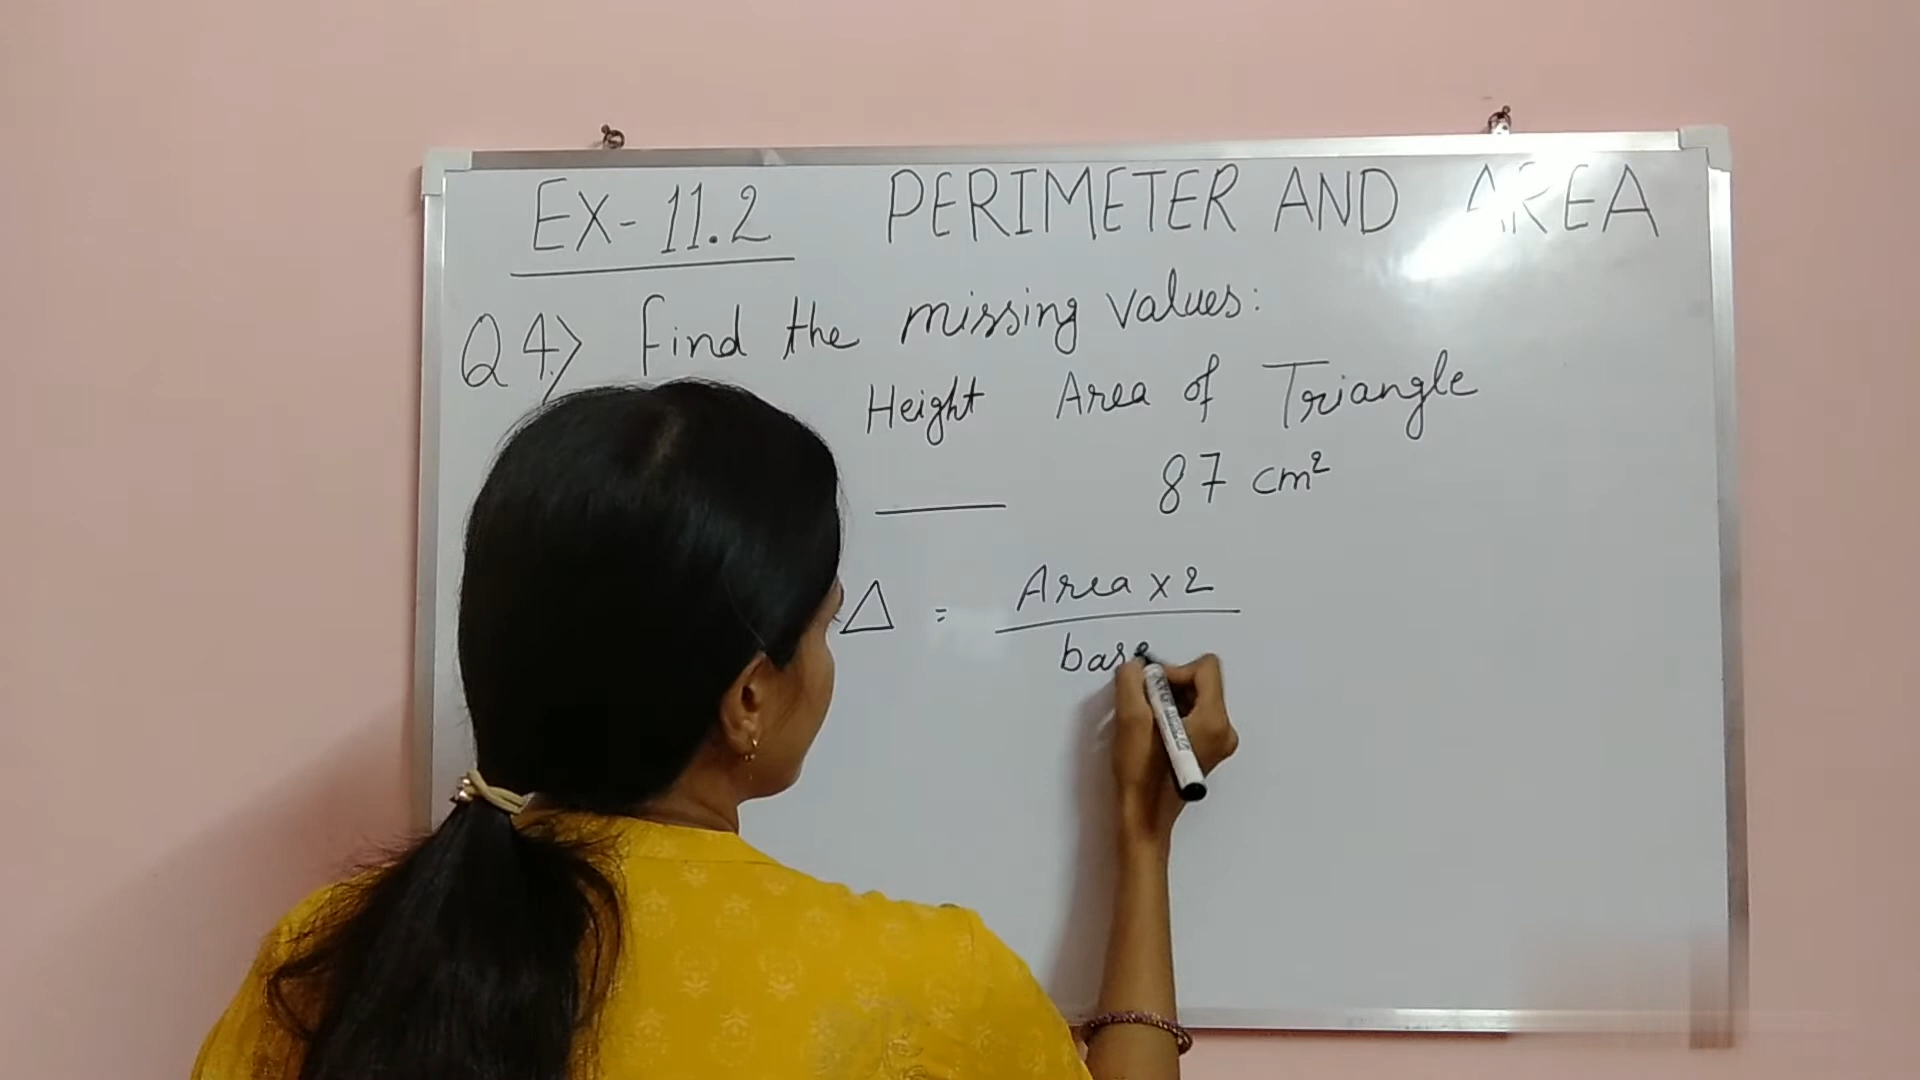 EX-11.2 PERIMETER AND AREA
Q4> Find the missing values:
Height Area of Triangle
87 cm²
△ = Area x 2
base